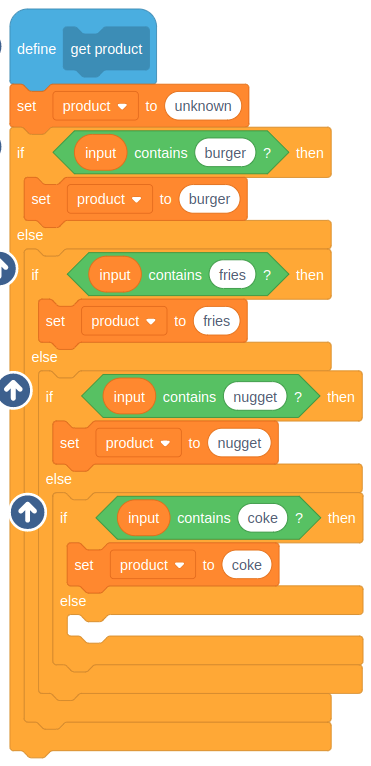 define get product
set product to unknown
if input contains burger ? then
set product to burger
else
if input contains fries ? then
set product to fries
else
if input contains nugget ? then
set product to nugget
else
if input contains coke ? then
set product to coke
else